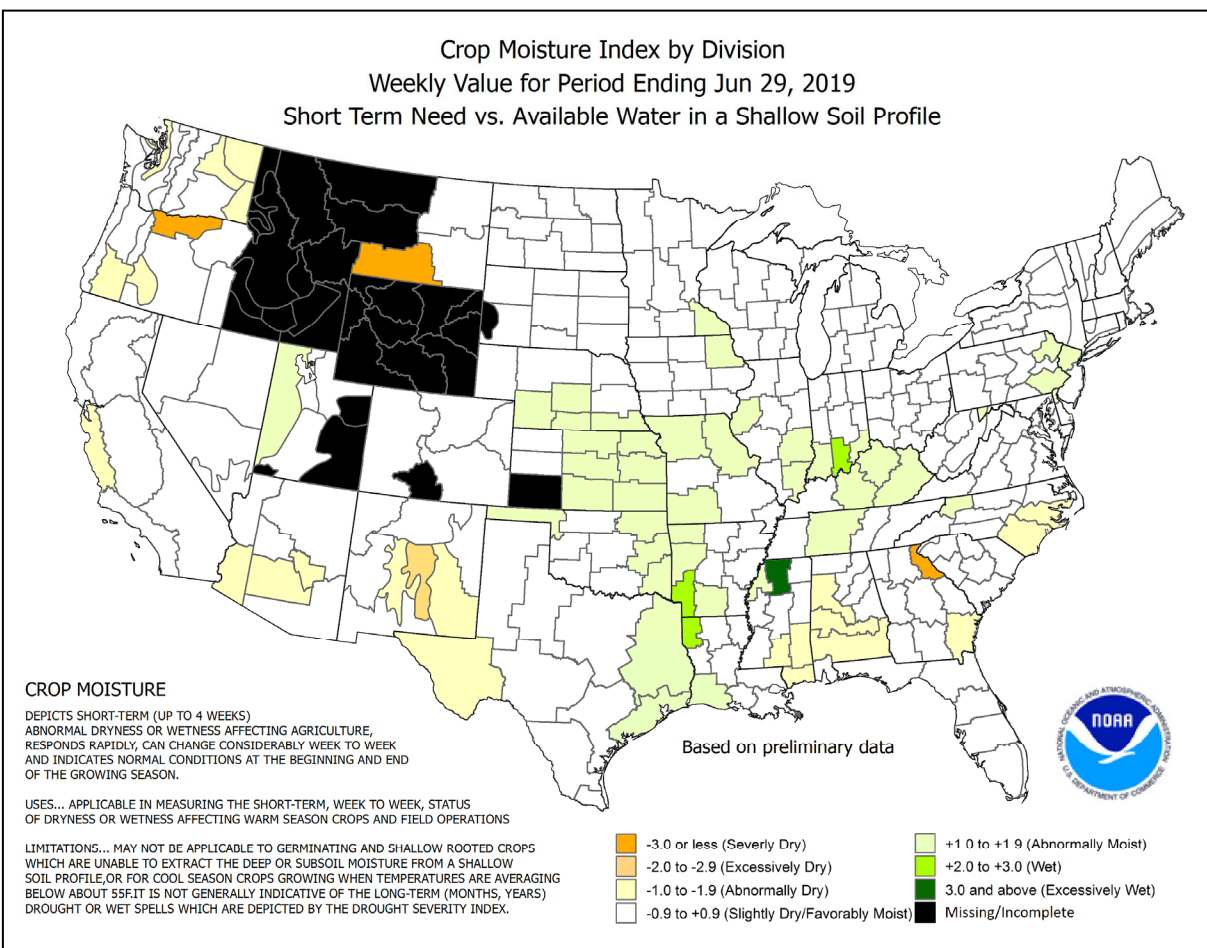 Crop Moisture Index by Division
Weekly Value for Period Ending Jun 29, 2019
Short Term Need vs. Available Water in a Shallow Soil Profile
CROP MOISTURE
DEPICTS SHORT-TERM (UP TO 4 WEEKS)
ABNORMAL DRYNESS OR WETNESS AFFECTING AGRICULTURE,
RESPONDS RAPIDLY, CAN CHANGE CONSIDERABLY WEEK TO WEEK
AND INDICATES NORMAL CONDITIONS AT THE BEGINNING AND END
OF THE GROWING SEASON.
USES... APPLICABLE IN MEASURING THE SHORT-TERM, WEEK TO WEEK, STATUS
OF DRYNESS OR WETNESS AFFECTING WARM SEASON CROPS AND FIELD OPERATIONS
LIMITATIONS... MAY NOT BE APPLICABLE TO GERMINATING AND SHALLOW ROOTED CROPS
WHICH ARE UNABLE TO EXTRACT THE DEEP OR SUBSOIL MOISTURE FROM A SHALLOW
SOIL PROFILE,OR FOR COOL SEASON CROPS GROWING WHEN TEMPERATURES ARE AVERAGING
BELOW ABOUT 55F.IT IS NOT GENERALLY INDICATIVE OF THE LONG-TERM (MONTHS, YEARS)
DROUGHT OR WET SPELLS WHICH ARE DEPICTED BY THE DROUGHT SEVERITY INDEX.
Based on preliminary data
NATIONAL OCEANIC AND ATMOSPHERIC ADMINISTRATION
NOAA
U.S. DEPARTMENT OF COMMERCE
-3.0 or less (Severly Dry)
-2.0 to -2.9 (Excessively Dry)
-1.0 to -1.9 (Abnormally Dry)
-0.9 to +0.9 (Slightly Dry/Favorably Moist)
+1.0 to +1.9 (Abnormally Moist)
+2.0 to +3.0 (Wet)
3.0 and above (Excessively Wet)
Missing/Incomplete